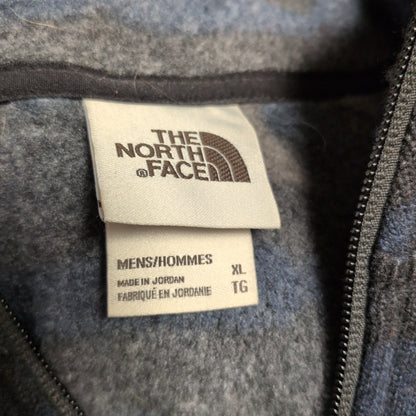 THE
NORTH
®FACE
MENS/HOMMES XL
MADE IN JORDAN
FABRIQUÉ EN JORDANIE TG